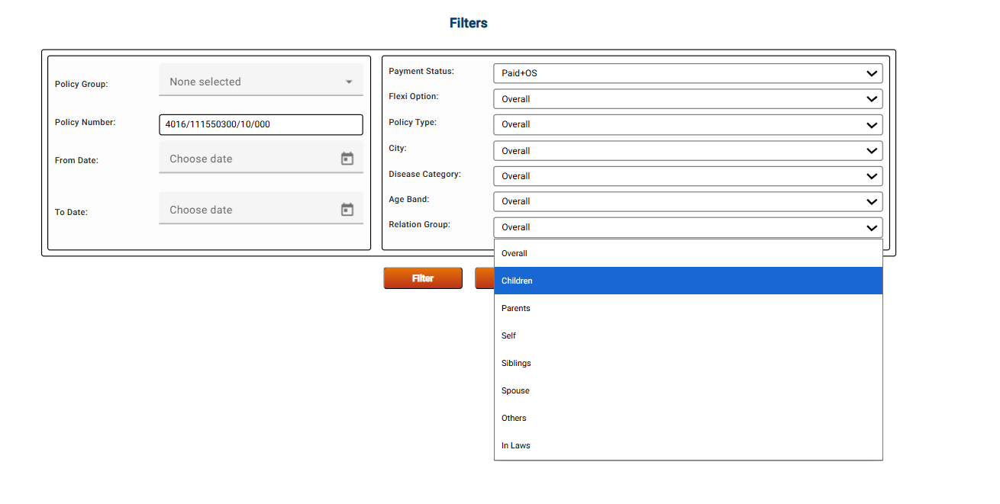 Filters
Policy Group:
None selected
Policy Number:
4016/111550300/10/000
From Date:
Choose date
To Date:
Choose date
Payment Status:
Paid+OS
Flexi Option:
Overall
Policy Type:
Overall
City:
Overall
Disease Category:
Overall
Age Band:
Overall
Relation Group:
Overall
Overall
Children
Parents
Self
Siblings
Spouse
Others
In Laws
Filter